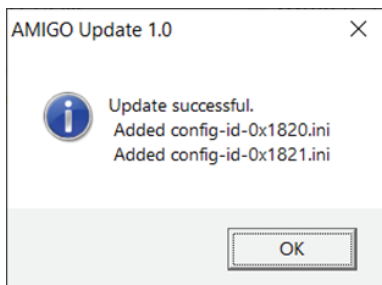 AMIGO Update 1.0
Update successful.
Added config-id-0x1820.ini
Added config-id-0x1821.ini
OK